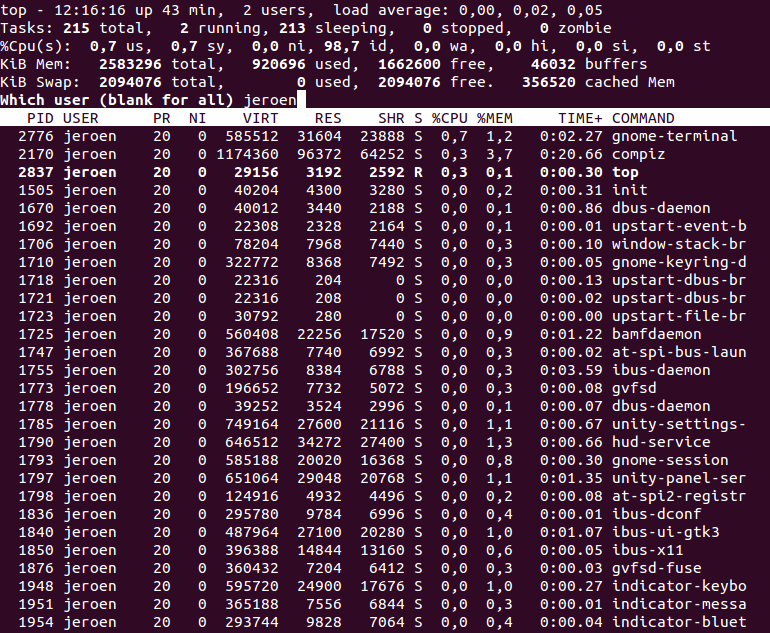 top - 12:16:16 up 43 min,  2 users,  load average: 0,00, 0,02, 0,05
Tasks: 215 total,   2 running, 213 sleeping,   0 stopped,   0 zombie
%Cpu(s):  0,7 us,  0,7 sy,  0,0 ni, 98,7 id,  0,0 wa,  0,0 hi,  0,0 si,  0,0 st
KiB Mem:   2583296 total,   920696 used,  1662600 free,    46032 buffers
KiB Swap:  2094076 total,        0 used,  2094076 free.   356520 cached Mem
Which user (blank for all) jeroen
  PID USER      PR  NI    VIRT    RES    SHR S %CPU %MEM     TIME+ COMMAND
 2776 jeroen    20   0  585512  31604  23888 S  0,7  1,2   0:02.27 gnome-terminal
 2170 jeroen    20   0 1174360  96372  64252 S  0,3  3,7   0:20.66 compiz
 2837 jeroen    20   0   29156   3192   2592 R  0,3  0,1   0:00.30 top
 1505 jeroen    20   0   40204   4300   3280 S  0,0  0,2   0:00.31 init
 1670 jeroen    20   0   40012   3440   2188 S  0,0  0,1   0:00.86 dbus-daemon
 1692 jeroen    20   0   22308   2328   2164 S  0,0  0,1   0:00.01 upstart-event-b
 1706 jeroen    20   0   78204   7968   7440 S  0,0  0,3   0:00.10 window-stack-br
 1710 jeroen    20   0  322772   8368   7492 S  0,0  0,3   0:00.05 gnome-keyring-d
 1718 jeroen    20   0   22316    204      0 S  0,0  0,0   0:00.13 upstart-dbus-br
 1721 jeroen    20   0   22316    208      0 S  0,0  0,0   0:00.02 upstart-dbus-br
 1723 jeroen    20   0   30792    280      0 S  0,0  0,0   0:00.00 upstart-file-br
 1725 jeroen    20   0  560408  22256  17520 S  0,0  0,9   0:01.22 bamfdaemon
 1747 jeroen    20   0  367688   7740   6992 S  0,0  0,3   0:00.02 at-spi-bus-laun
 1755 jeroen    20   0  302756   8384   6788 S  0,0  0,3   0:03.59 ibus-daemon
 1773 jeroen    20   0  196652   7732   5072 S  0,0  0,3   0:00.08 gvfsd
 1778 jeroen    20   0   39252   3524   2996 S  0,0  0,1   0:00.07 dbus-daemon
 1785 jeroen    20   0  749164  27600  21116 S  0,0  1,1   0:00.67 unity-settings-
 1790 jeroen    20   0  646512  34272  27400 S  0,0  1,3   0:00.66 hud-service
 1793 jeroen    20   0  585188  20020  16368 S  0,0  0,8   0:00.30 gnome-session
 1797 jeroen    20   0  651064  29048  20768 S  0,0  1,1   0:01.35 unity-panel-ser
 1798 jeroen    20   0  124916   4932   4496 S  0,0  0,2   0:00.08 at-spi2-registr
 1836 jeroen    20   0  295780   9784   6996 S  0,0  0,4   0:00.01 ibus-dconf
 1840 jeroen    20   0  487964  27100  20280 S  0,0  1,0   0:01.07 ibus-ui-gtk3
 1850 jeroen    20   0  396388  14844  13160 S  0,0  0,6   0:00.05 ibus-x11
 1876 jeroen    20   0  360432   7204   6412 S  0,0  0,3   0:00.03 gvfsd-fuse
 1948 jeroen    20   0  595720  24900  17676 S  0,0  1,0   0:00.27 indicator-keybo
 1951 jeroen    20   0  365188   7556   6844 S  0,0  0,3   0:00.01 indicator-messa
 1954 jeroen    20   0  293744   9828   7064 S  0,0  0,4   0:00.04 indicator-bluet